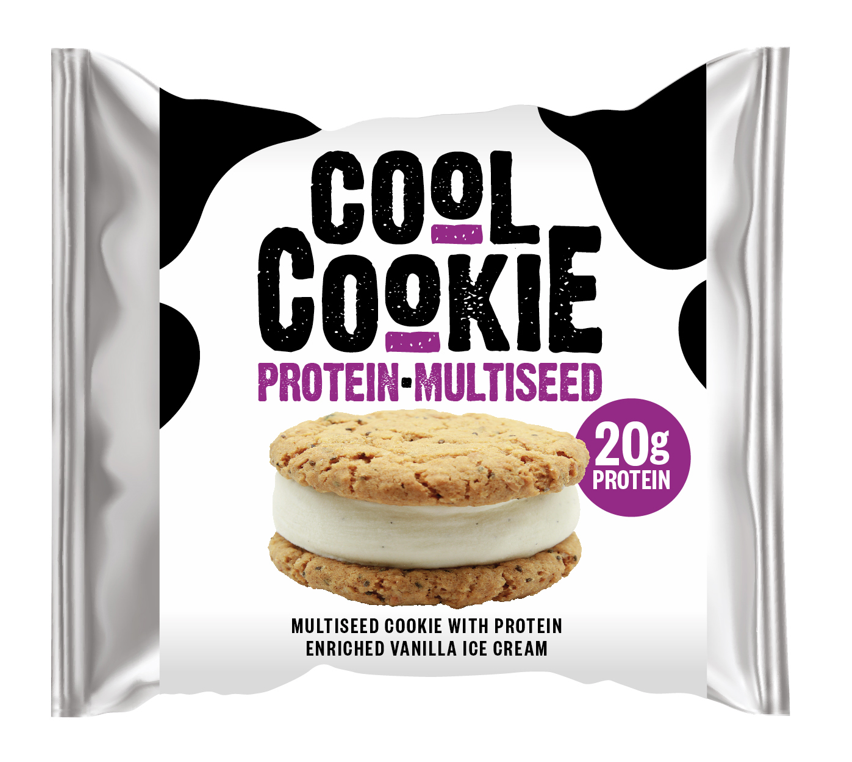 COOL
COOKIE
PROTEIN·MULTISEED
20g
PROTEIN
MULTISEED COOKIE WITH PROTEIN
ENRICHED VANILLA ICE CREAM